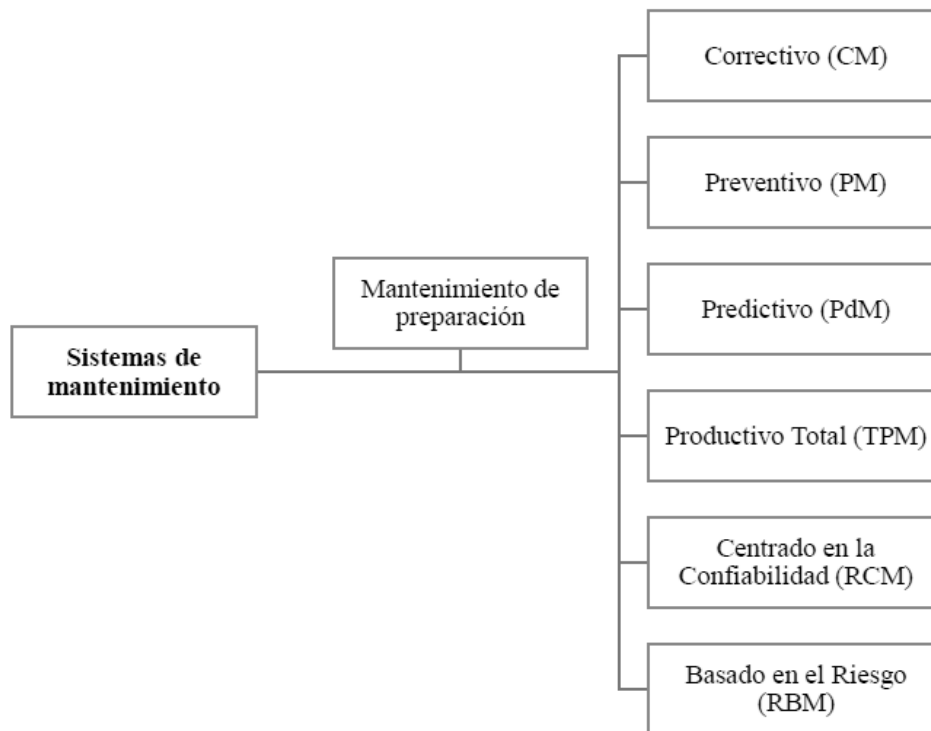 Sistemas de
mantenimiento
Mantenimiento de
preparación
Correctivo (CM)
Preventivo (PM)
Predictivo (PdM)
Productivo Total (TPM)
Centrado en la
Confiabilidad (RCM)
Basado en el Riesgo
(RBM)